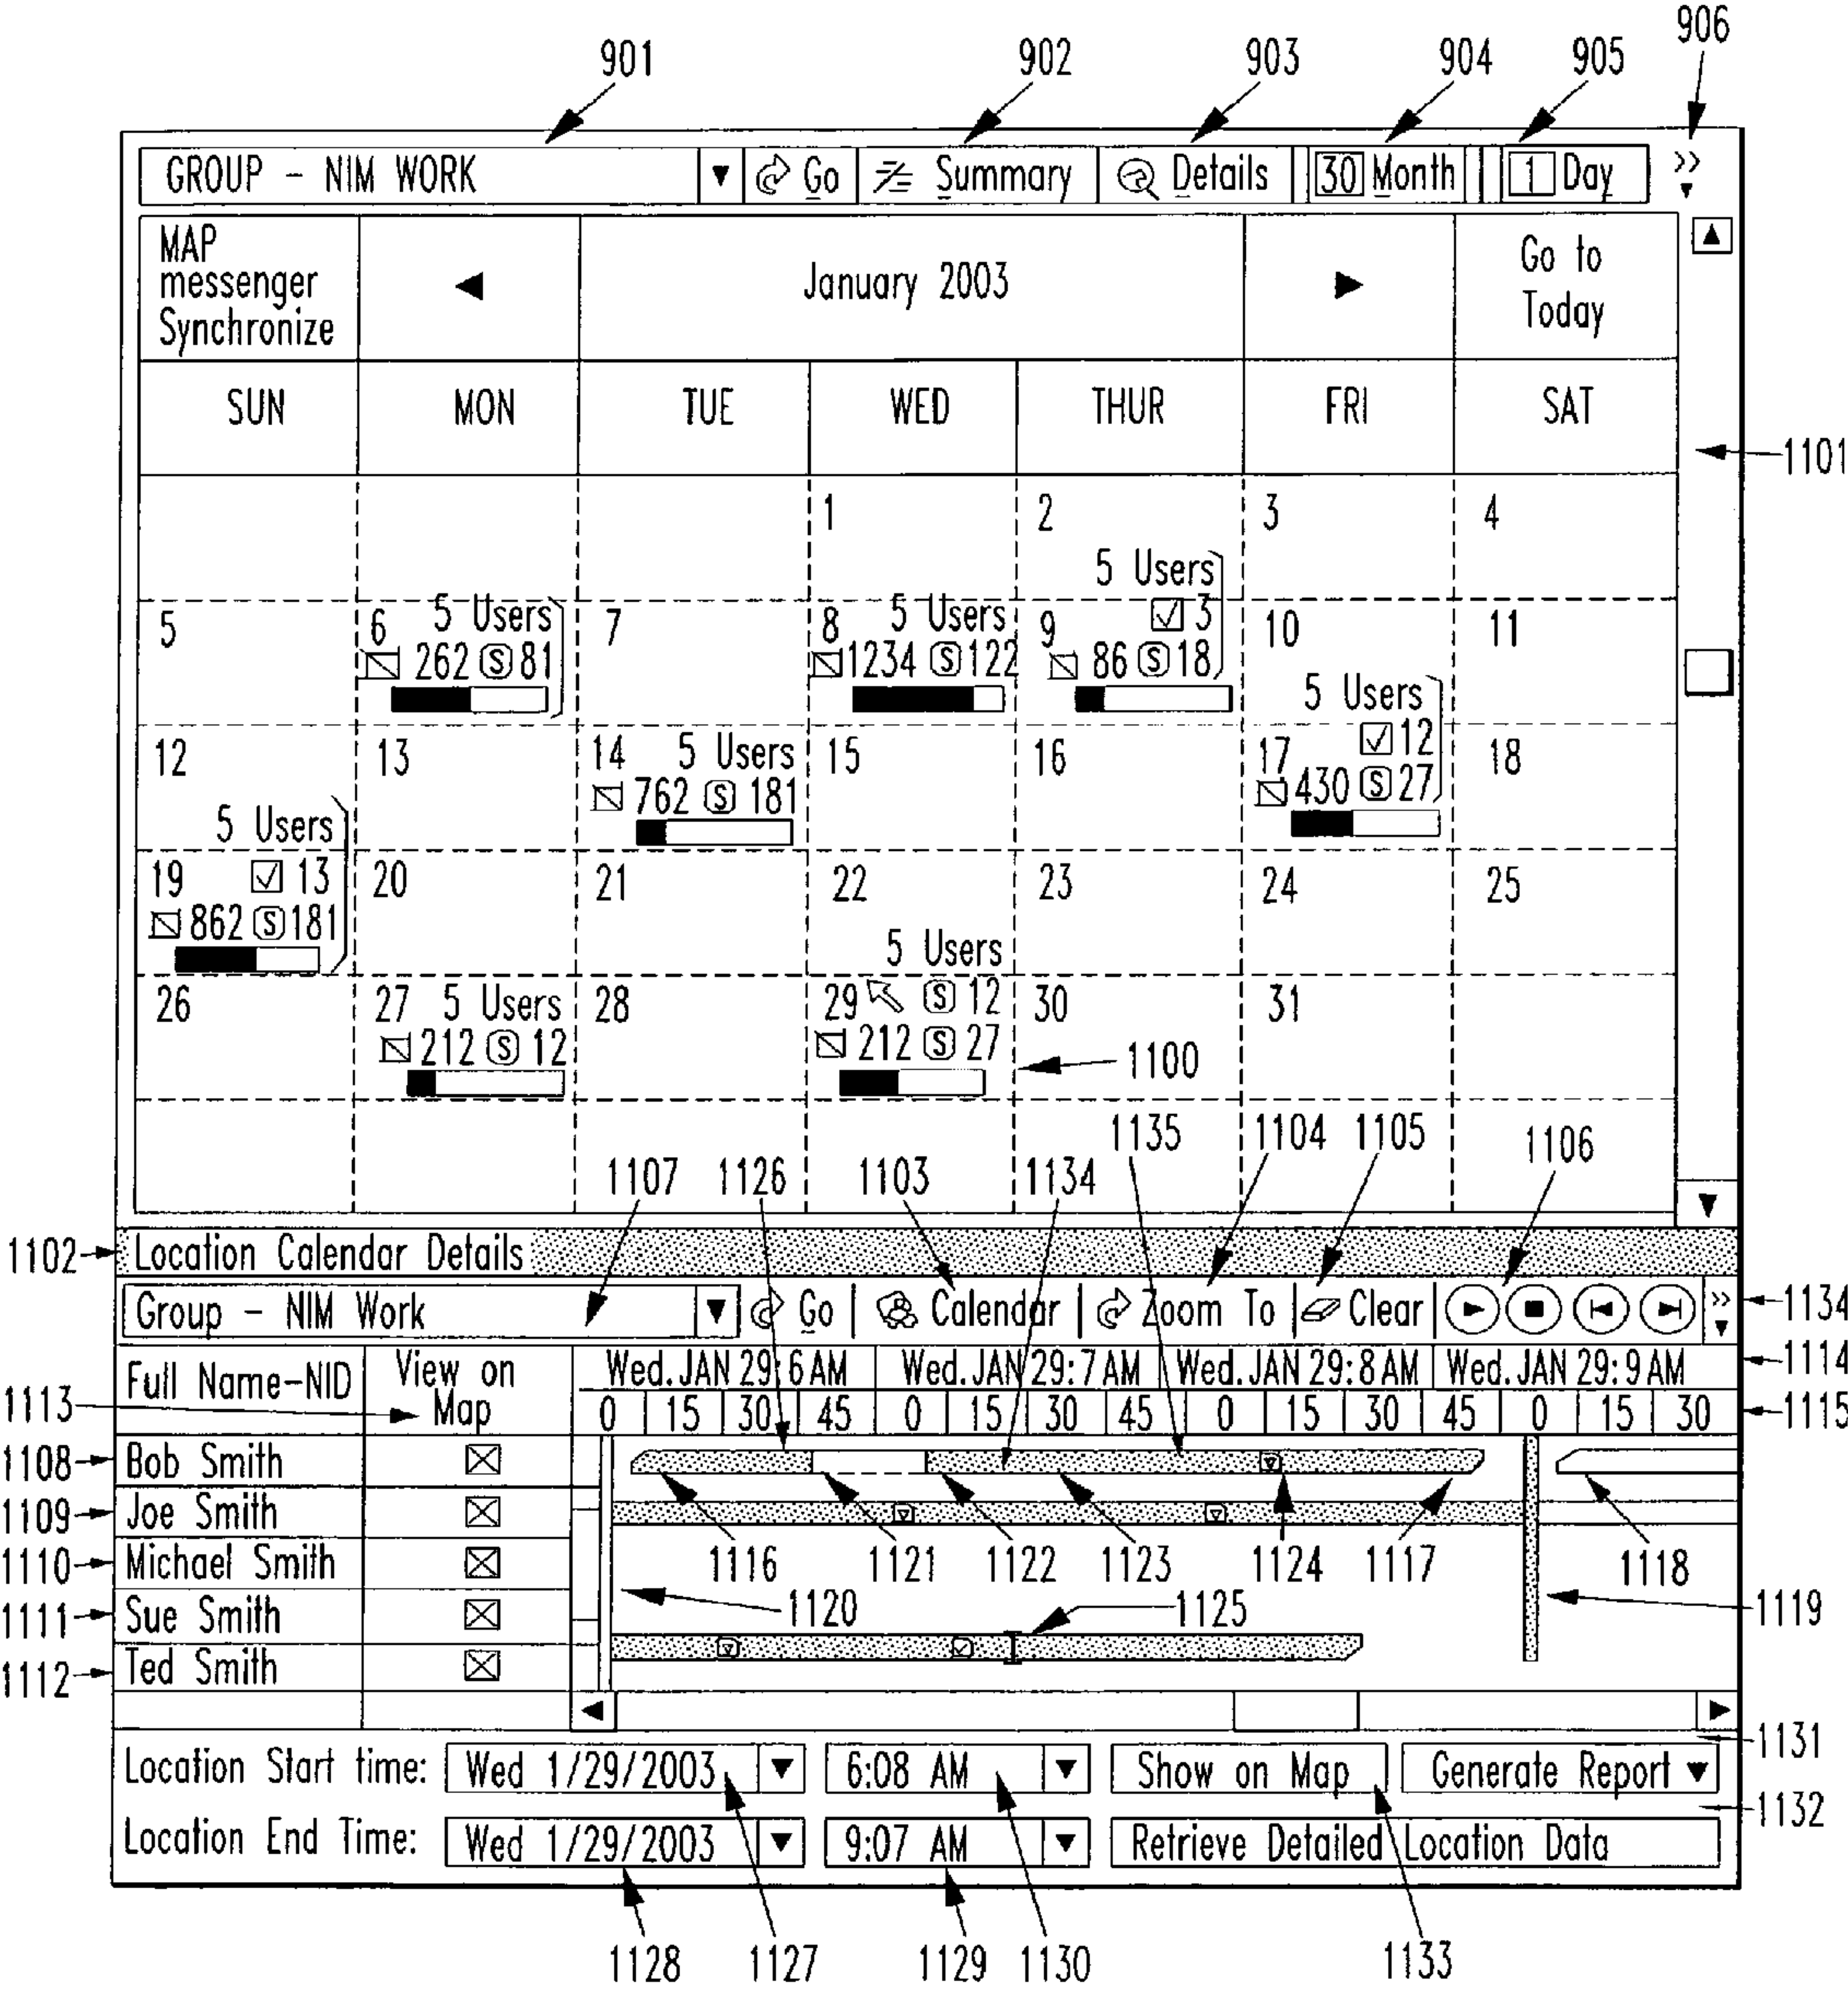 901 902 903 904 905 906
GROUP - NIM WORK Go Summary Details 30 Month 1 Day >>
MAP messenger Synchronize
January 2003
Go to Today
SUN MON TUE WED THUR FRI SAT
1101
1 2 3 4
5 Users
5 6 5 Users 7 8 5 Users 9 3 10 11
262 S 81 1234 S 122 86 S 18
5 Users
12 13 14 5 Users 15 16 17 12 18
762 S 181 430 S 27
5 Users
19 13 20 21 22 23 24 25
862 S 181
5 Users
26 27 5 Users 28 29 S 12 30 31
212 S 12 212 S 27
1100
1107 1126 1103 1134 1135 1104 1105 1106
1102 Location Calendar Details
Group - NIM Work Go Calendar Zoom To Clear >> 1134
Full Name-NID View on Map Wed. JAN 29: 6 AM Wed. JAN 29: 7 AM Wed. JAN 29: 8 AM Wed. JAN 29: 9 AM 1114
1113 0 15 30 45 0 15 30 45 0 15 30 45 0 15 30 1115
1108 Bob Smith
1109 Joe Smith
1110 Michael Smith 1116 1121 1122 1123 1124 1117 1118
1111 Sue Smith 1120 1125 1119
1112 Ted Smith
1131
Location Start time: Wed 1/29/2003 6:08 AM Show on Map Generate Report
1132
Location End Time: Wed 1/29/2003 9:07 AM Retrieve Detailed Location Data
1128 1127 1129 1130 1133